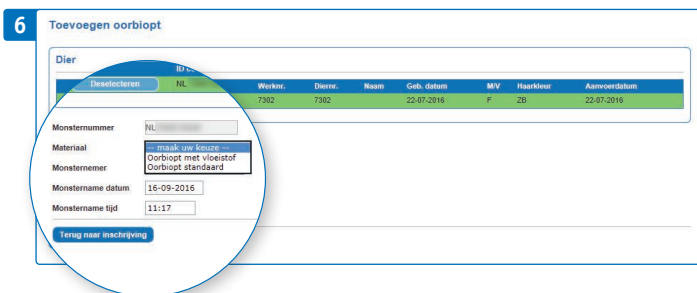 6
Toevoegen oorbiopt
Dier
Deselecteren NL Werknr. Diernr. Naam Geb. datum M/V Haarkleur Aanvoerdatum
7302 7302 22-07-2016 F ZB 22-07-2016
Monsternummer NL
Materiaal --- maak uw keuze ---
Oorbiopt met vloeistof
Monsternemer Oorbiopt standaard
Monstername datum 16-09-2016
Monstername tijd 11:17
Terug naar inschrijving